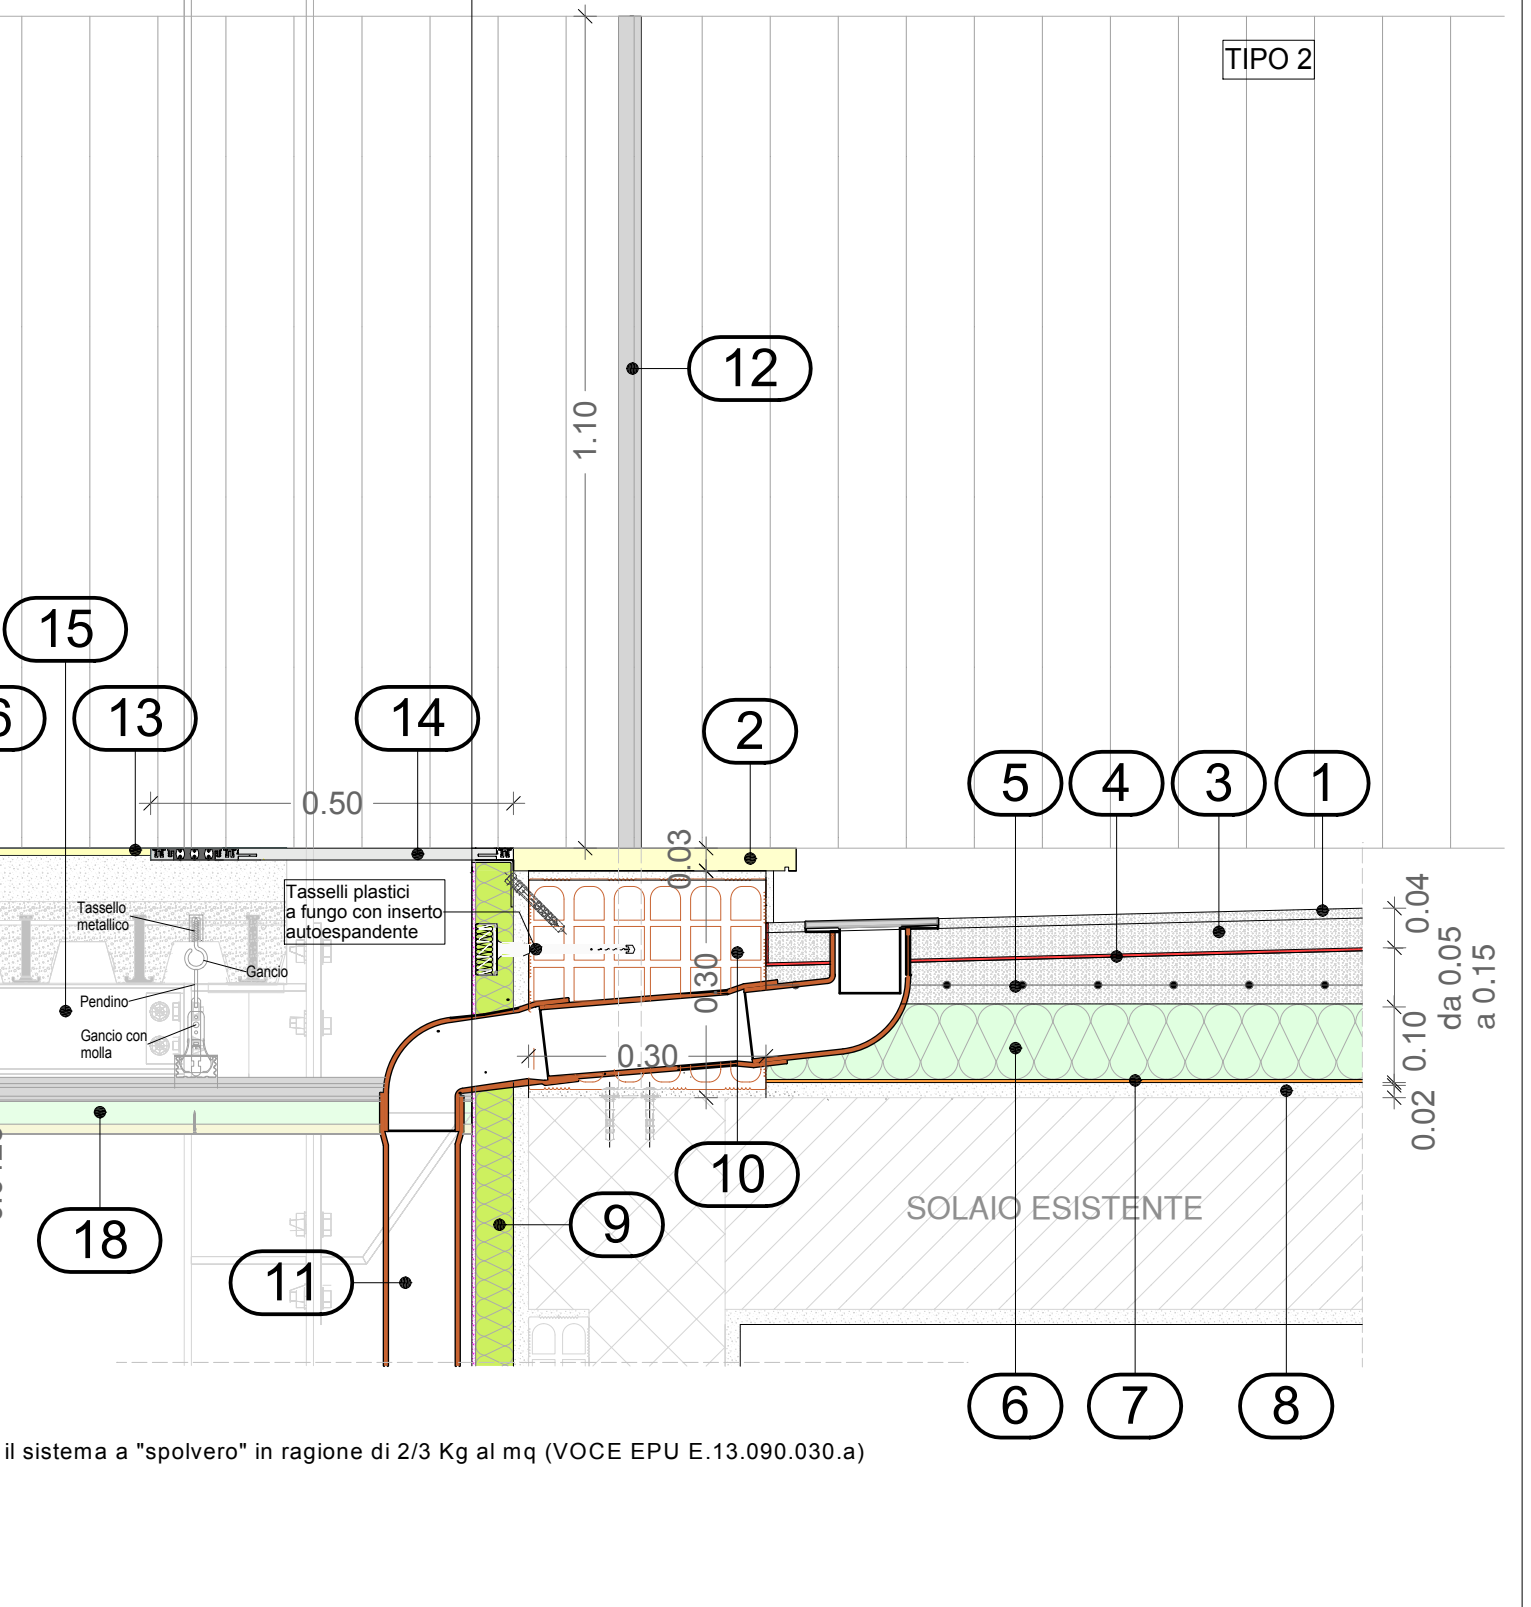 TIPO 2
12
1.10
15
6
13
14
2
5
4
3
1
0.50
0.03
0.04
Tasselli plastici
a fungo con inserto
autoespandente
Tassello
metallico
Gancio
Pendino
Gancio con
molla
0.30
0.30
da 0.05
a 0.15
0.10
0.02
10
SOLAIO ESISTENTE
9
18
11
6
7
8
il sistema a "spolvero" in ragione di 2/3 Kg al mq (VOCE EPU E.13.090.030.a)